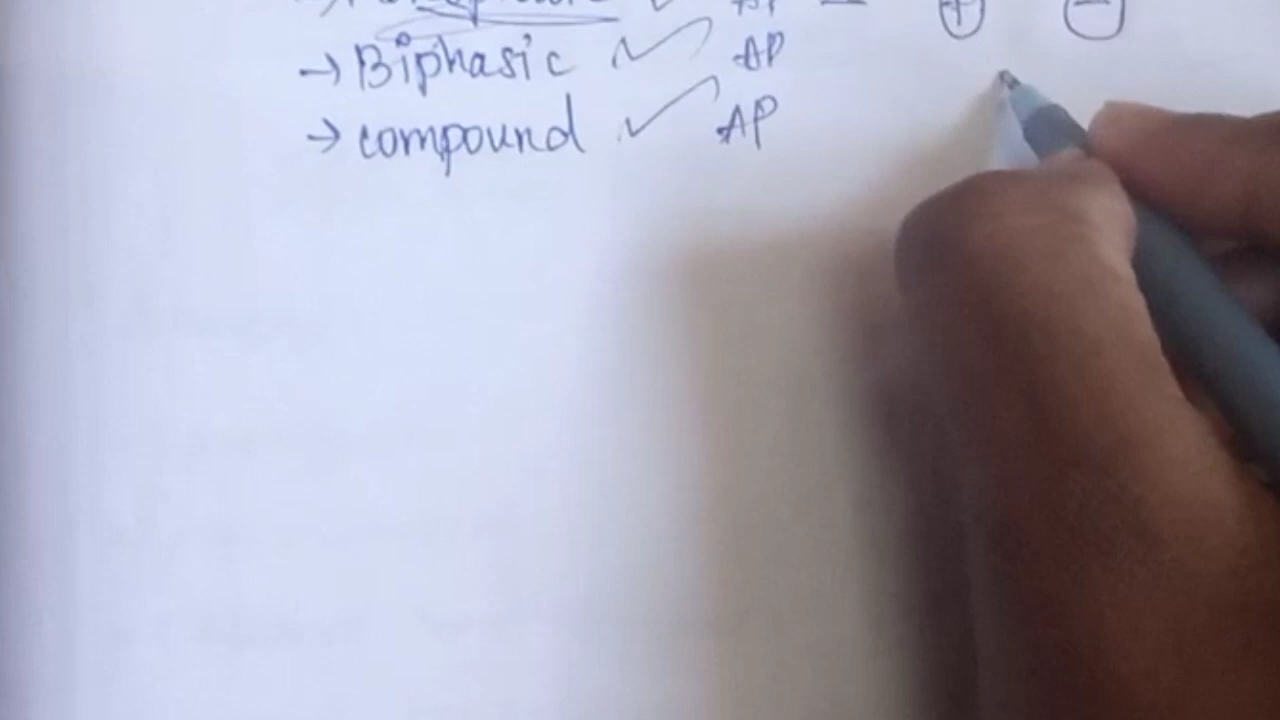 → Biphasic ✓ AP
→ compound ✓ AP